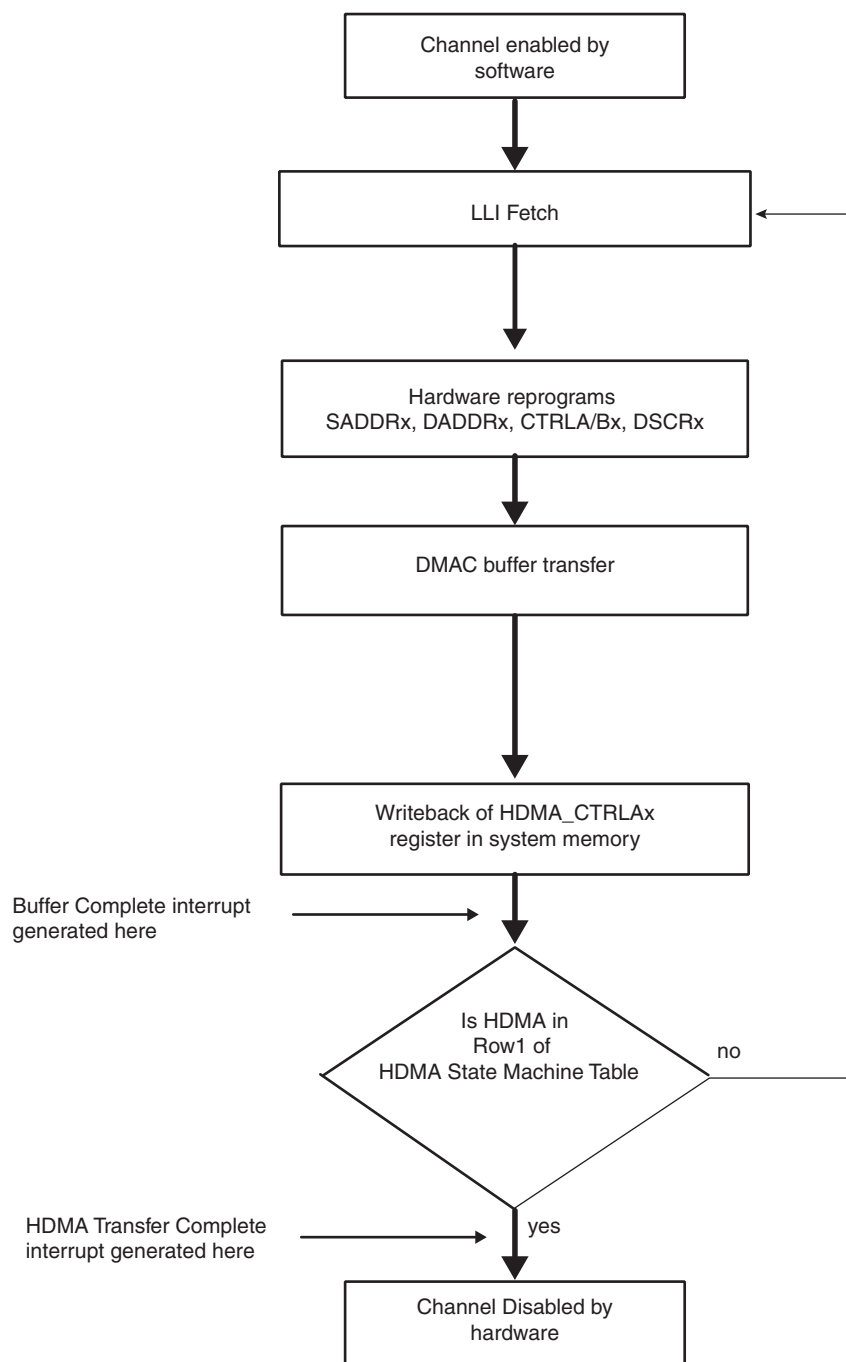 Channel enabled by
software
LLI Fetch
Hardware reprograms
SADDRx, DADDRx, CTRLA/Bx, DSCRx
DMAC buffer transfer
Writeback of HDMA_CTRLAx
register in system memory
Buffer Complete interrupt
generated here
Is HDMA in
Row1 of
HDMA State Machine Table
no
HDMA Transfer Complete
interrupt generated here
yes
Channel Disabled by
hardware